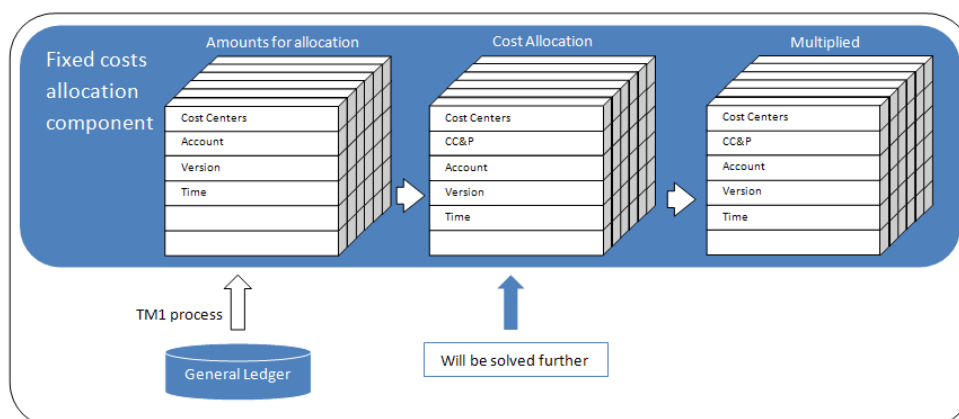 Fixed costs
allocation
component
Amounts for allocation
Cost Centers
Account
Version
Time
Cost Allocation
Cost Centers
CC&P
Account
Version
Time
Multiplied
Cost Centers
CC&P
Account
Version
Time
TM1 process
General Ledger
Will be solved further